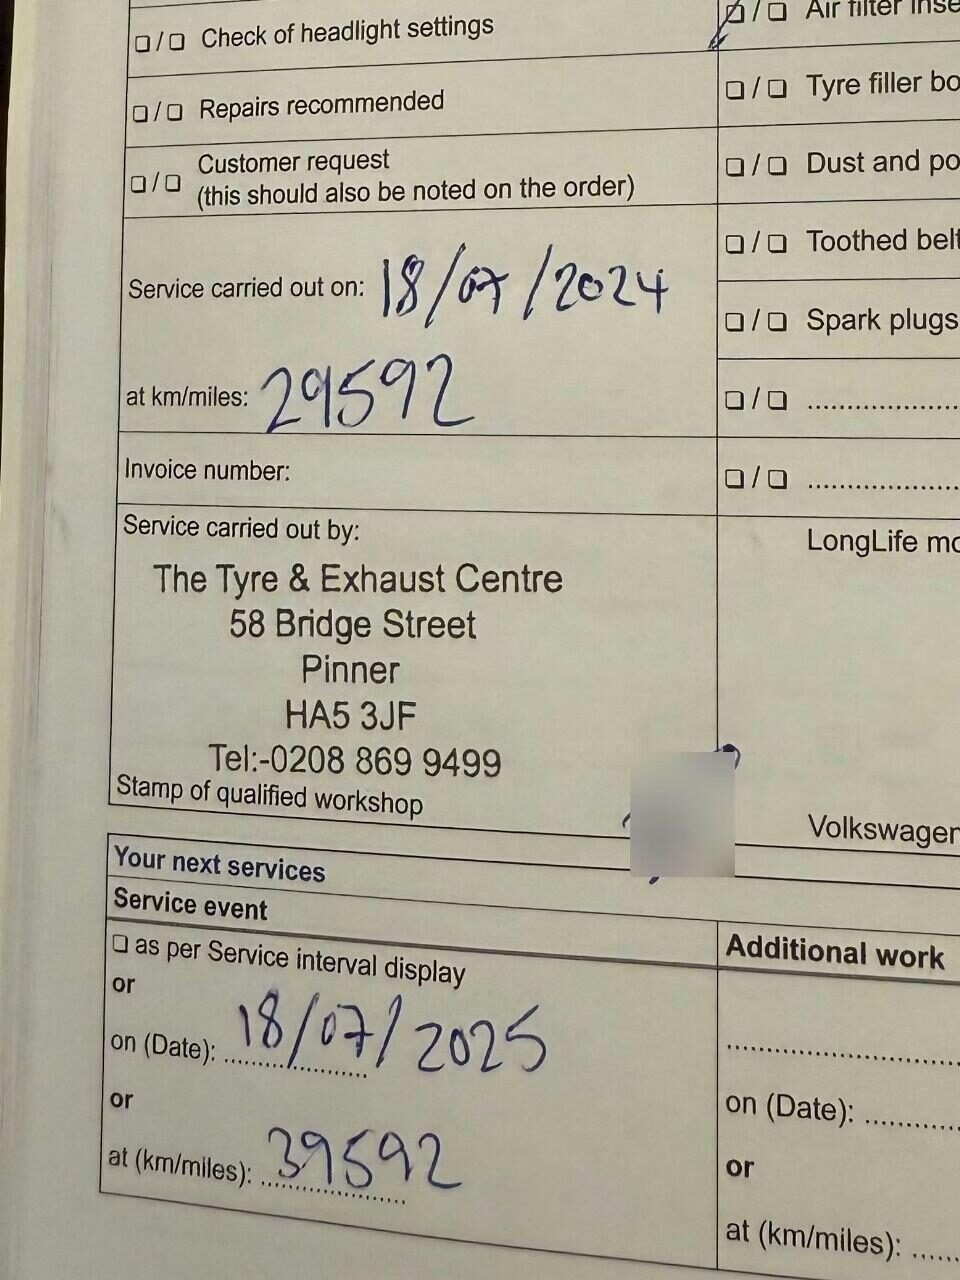 ❏ / ❏ Check of headlight settings
❏ / ❏ Repairs recommended
❏ / ❏ Customer request
(this should also be noted on the order)
Service carried out on: 18/07/2024
at km/miles: 29592
Invoice number:
Service carried out by:
The Tyre & Exhaust Centre
58 Bridge Street
Pinner
HA5 3JF
Tel:-0208 869 9499
Stamp of qualified workshop
❏ / ❏ Air filter inse
❏ / ❏ Tyre filler bo
❏ / ❏ Dust and po
❏ / ❏ Toothed belt
❏ / ❏ Spark plugs
❏ / ❏ ....................
❏ / ❏ ....................
LongLife mo
Volkswagen
Your next services
Service event
❏ as per Service interval display
or
on (Date): 18/07/2025
or
at (km/miles): 39592
Additional work
..............................
on (Date): ............
or
at (km/miles): ......